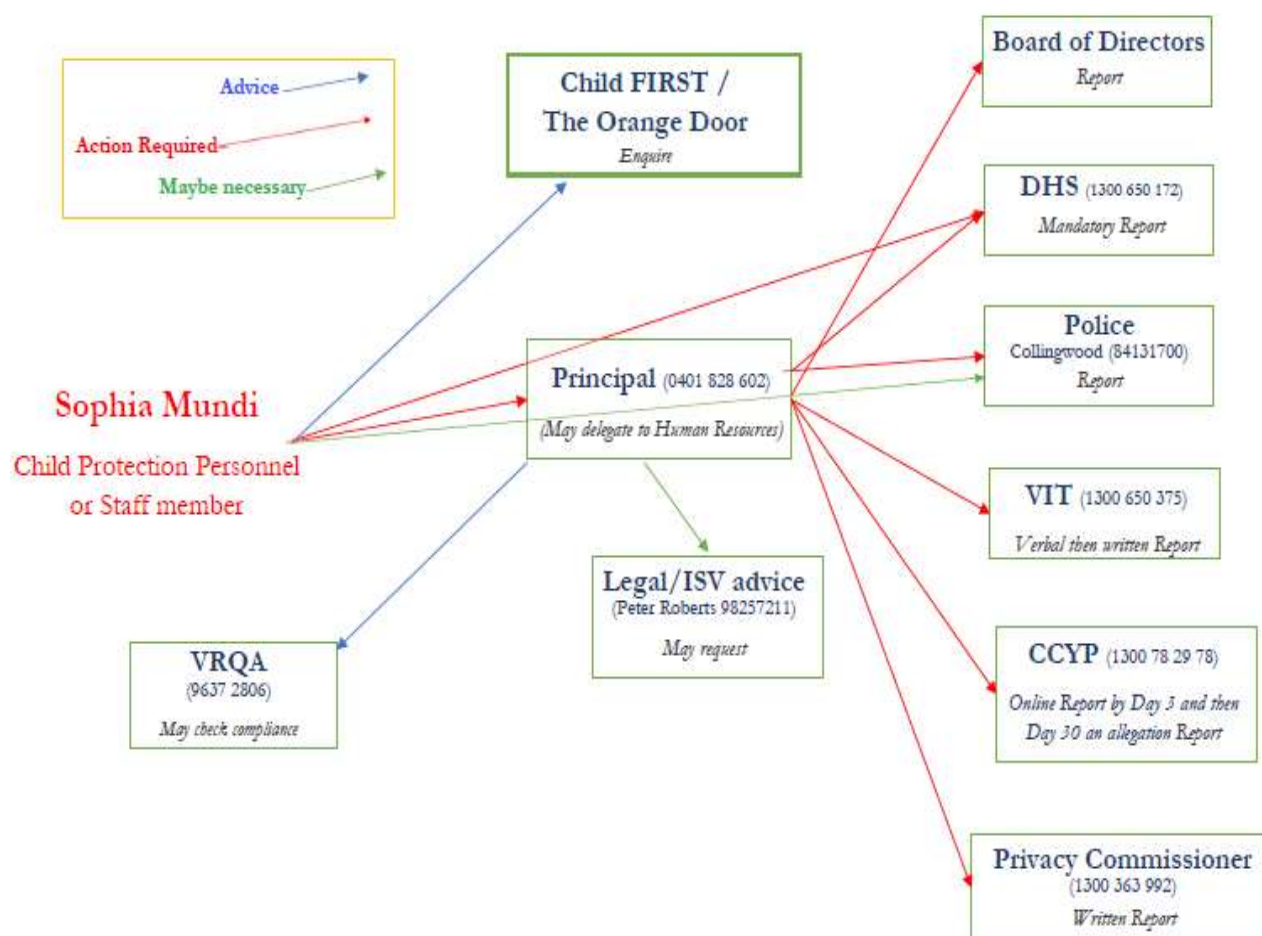 Advice
Action Required
Maybe necessary
Child FIRST /
The Orange Door
Enquire
Board of Directors
Report
DHS (1300 650 172)
Mandatory Report
Police
Collingwood (84131700)
Report
Principal (0401 828 602)
(May delegate to Human Resources)
Sophia Mundi
Child Protection Personnel
or Staff member
VIT (1300 650 375)
Verbal then written Report
Legal/ISV advice
(Peter Roberts 98257211)
May request
VRQA
(9637 2806)
May check compliance
CCYP (1300 78 29 78)
Online Report by Day 3 and then
Day 30 an allegation Report
Privacy Commissioner
(1300 363 992)
Written Report